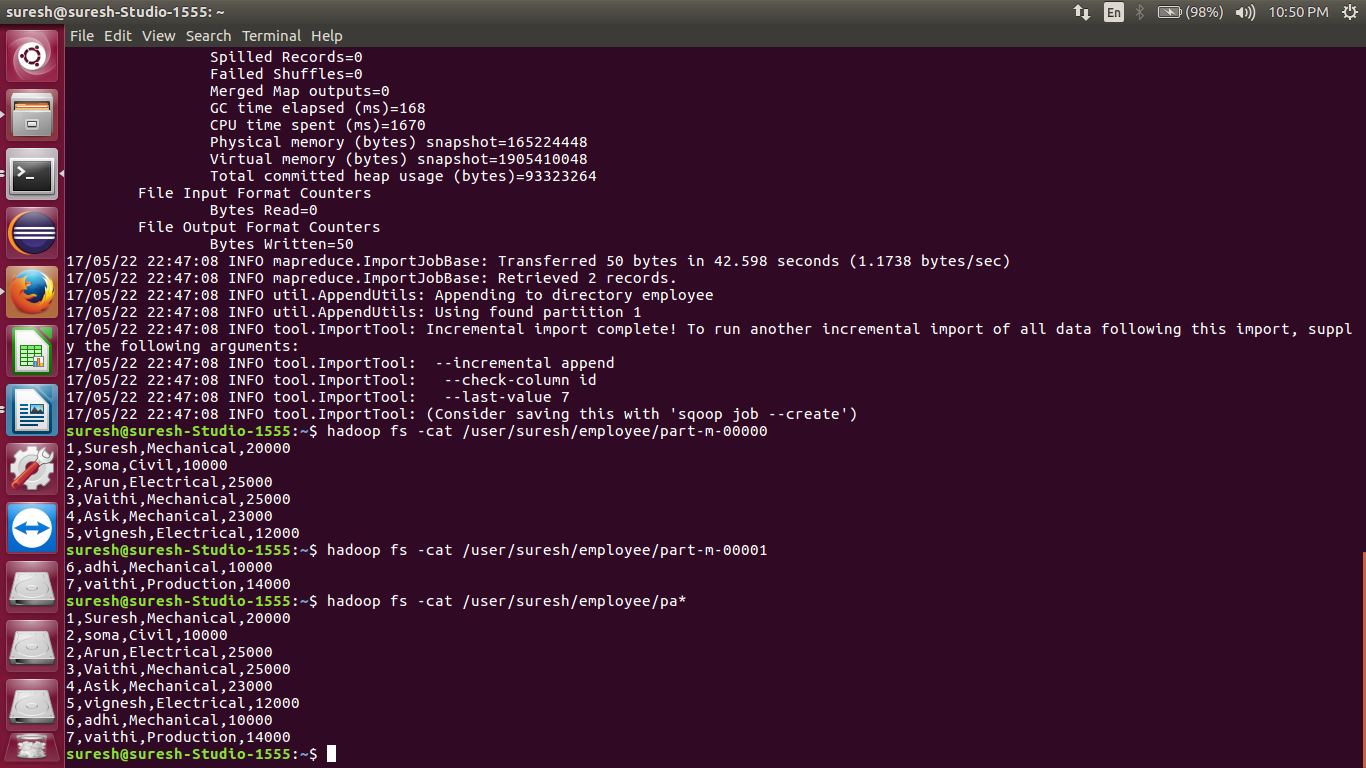 suresh@suresh-Studio-1555: ~
En
(98%)
10:50 PM
File Edit View Search Terminal Help
Spilled Records=0
Failed Shuffles=0
Merged Map outputs=0
GC time elapsed (ms)=168
CPU time spent (ms)=1670
Physical memory (bytes) snapshot=165224448
Virtual memory (bytes) snapshot=1905410048
Total committed heap usage (bytes)=93323264
File Input Format Counters
Bytes Read=0
File Output Format Counters
Bytes Written=50
17/05/22 22:47:08 INFO mapreduce.ImportJobBase: Transferred 50 bytes in 42.598 seconds (1.1738 bytes/sec)
17/05/22 22:47:08 INFO mapreduce.ImportJobBase: Retrieved 2 records.
17/05/22 22:47:08 INFO util.AppendUtils: Appending to directory employee
17/05/22 22:47:08 INFO util.AppendUtils: Using found partition 1
17/05/22 22:47:08 INFO tool.ImportTool: Incremental import complete! To run another incremental import of all data following this import, suppl
y the following arguments:
17/05/22 22:47:08 INFO tool.ImportTool:  --incremental append
17/05/22 22:47:08 INFO tool.ImportTool:   --check-column id
17/05/22 22:47:08 INFO tool.ImportTool:   --last-value 7
17/05/22 22:47:08 INFO tool.ImportTool: (Consider saving this with 'sqoop job --create')
suresh@suresh-Studio-1555:~$ hadoop fs -cat /user/suresh/employee/part-m-00000
1,Suresh,Mechanical,20000
2,soma,Civil,10000
2,Arun,Electrical,25000
3,Vaithi,Mechanical,25000
4,Asik,Mechanical,23000
5,vignesh,Electrical,12000
suresh@suresh-Studio-1555:~$ hadoop fs -cat /user/suresh/employee/part-m-00001
6,adhi,Mechanical,10000
7,vaithi,Production,14000
suresh@suresh-Studio-1555:~$ hadoop fs -cat /user/suresh/employee/pa*
1,Suresh,Mechanical,20000
2,soma,Civil,10000
2,Arun,Electrical,25000
3,Vaithi,Mechanical,25000
4,Asik,Mechanical,23000
5,vignesh,Electrical,12000
6,adhi,Mechanical,10000
7,vaithi,Production,14000
suresh@suresh-Studio-1555:~$